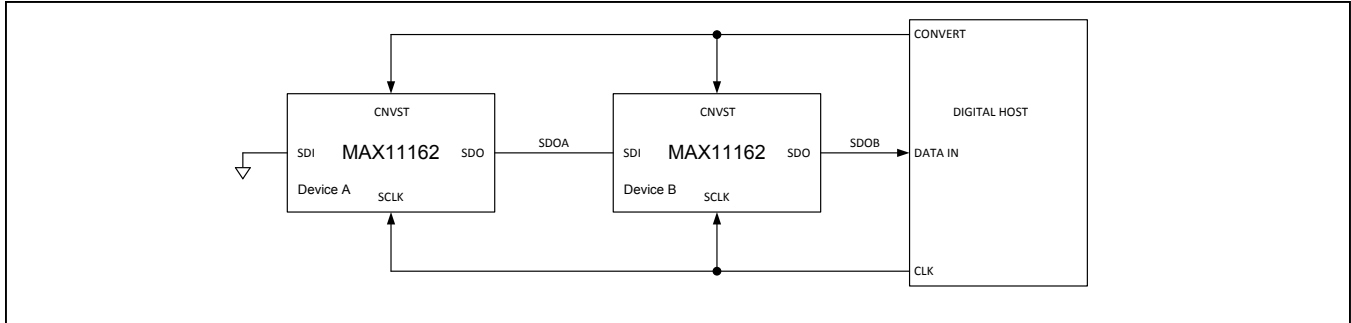 CONVERT
CNVST
CNVST
DIGITAL HOST
SDI
MAX11162
SDO
SDOA
SDI
MAX11162
SDO
SDOB
DATA IN
Device A
SCLK
Device B
SCLK
CLK